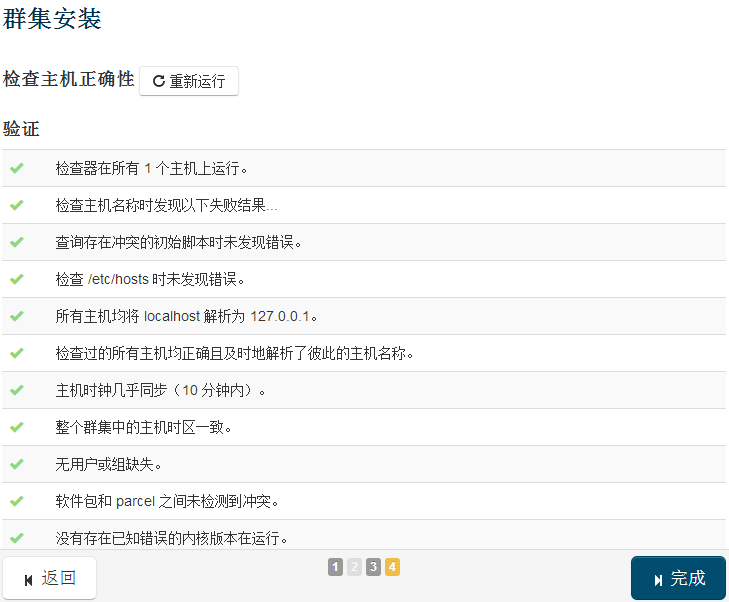 群集安装
检查主机正确性 重新运行
验证
检查器在所有 1 个主机上运行。
检查主机名称时发现以下失败结果...
查询存在冲突的初始脚本时未发现错误。
检查 /etc/hosts 时未发现错误。
所有主机均将 localhost 解析为 127.0.0.1。
检查过的所有主机均正确且及时地解析了彼此的主机名称。
主机时钟几乎同步（10 分钟内）。
整个群集中的主机时区一致。
无用户或组缺失。
软件包和 parcel 之间未检测到冲突。
没有存在已知错误的内核版本在运行。
返回 1 2 3 4 完成